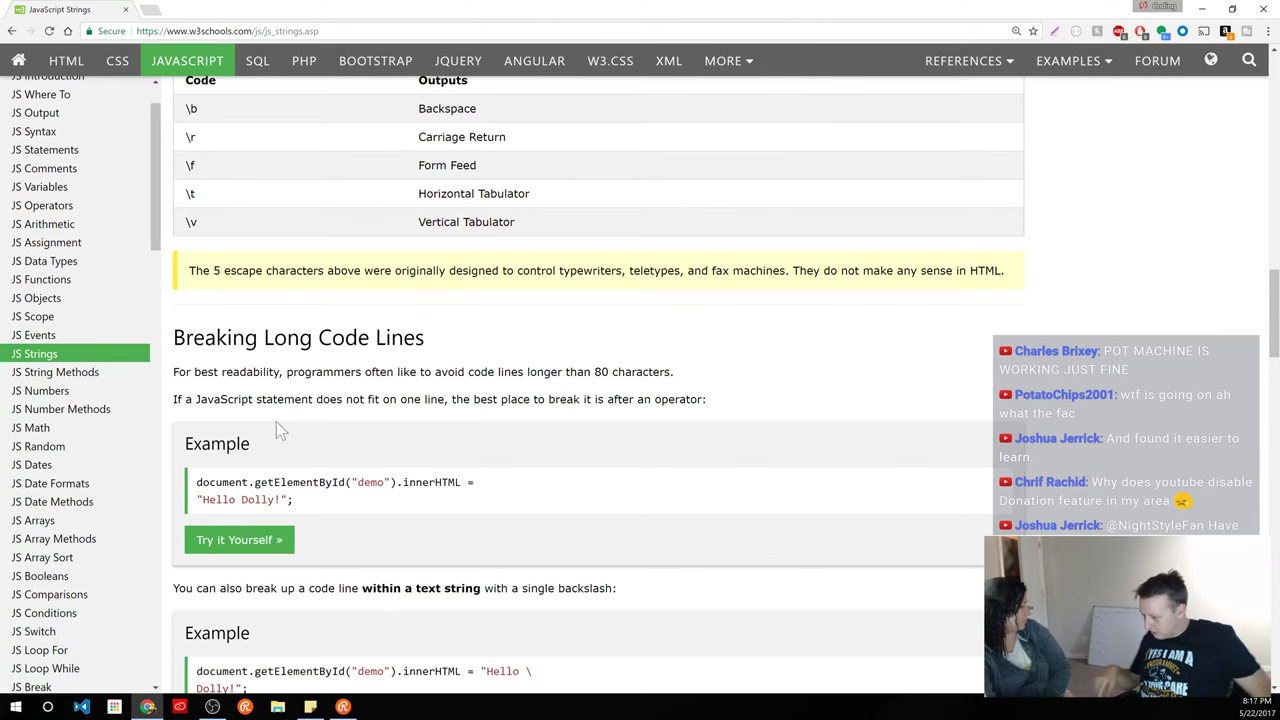 JavaScript Strings
Coding
Secure
https://www.w3schools.com/js/js_strings.asp
HTML CSS JAVASCRIPT SQL PHP BOOTSTRAP JQUERY ANGULAR W3.CSS XML MORE REFERENCES EXAMPLES FORUM
JS Introduction
JS Where To
JS Output
JS Syntax
JS Statements
JS Comments
JS Variables
JS Operators
JS Arithmetic
JS Assignment
JS Data Types
JS Functions
JS Objects
JS Scope
JS Events
JS Strings
JS String Methods
JS Numbers
JS Number Methods
JS Math
JS Random
JS Dates
JS Date Formats
JS Date Methods
JS Arrays
JS Array Methods
JS Array Sort
JS Booleans
JS Comparisons
JS Conditions
JS Switch
JS Loop For
JS Loop While
JS Break
Code Outputs
\b Backspace
\r Carriage Return
\f Form Feed
\t Horizontal Tabulator
\v Vertical Tabulator
The 5 escape characters above were originally designed to control typewriters, teletypes, and fax machines. They do not make any sense in HTML.
Breaking Long Code Lines
For best readability, programmers often like to avoid code lines longer than 80 characters.
If a JavaScript statement does not fit on one line, the best place to break it is after an operator:
Example
document.getElementById("demo").innerHTML =
"Hello Dolly!";
Try it Yourself »
You can also break up a code line within a text string with a single backslash:
Example
document.getElementById("demo").innerHTML = "Hello \
Dolly!";
Charles Brixey: POT MACHINE IS
WORKING JUST FINE
PotatoChips2001: wtf is going on ah
what the fac
Joshua Jerrick: And found it easier to
learn.
Chrif Rachid: Why does youtube disable
Donation feature in my area
Joshua Jerrick: @NightStyleFan Have
YES I AM A
PROGRAMMER
8:17 PM
5/22/2017